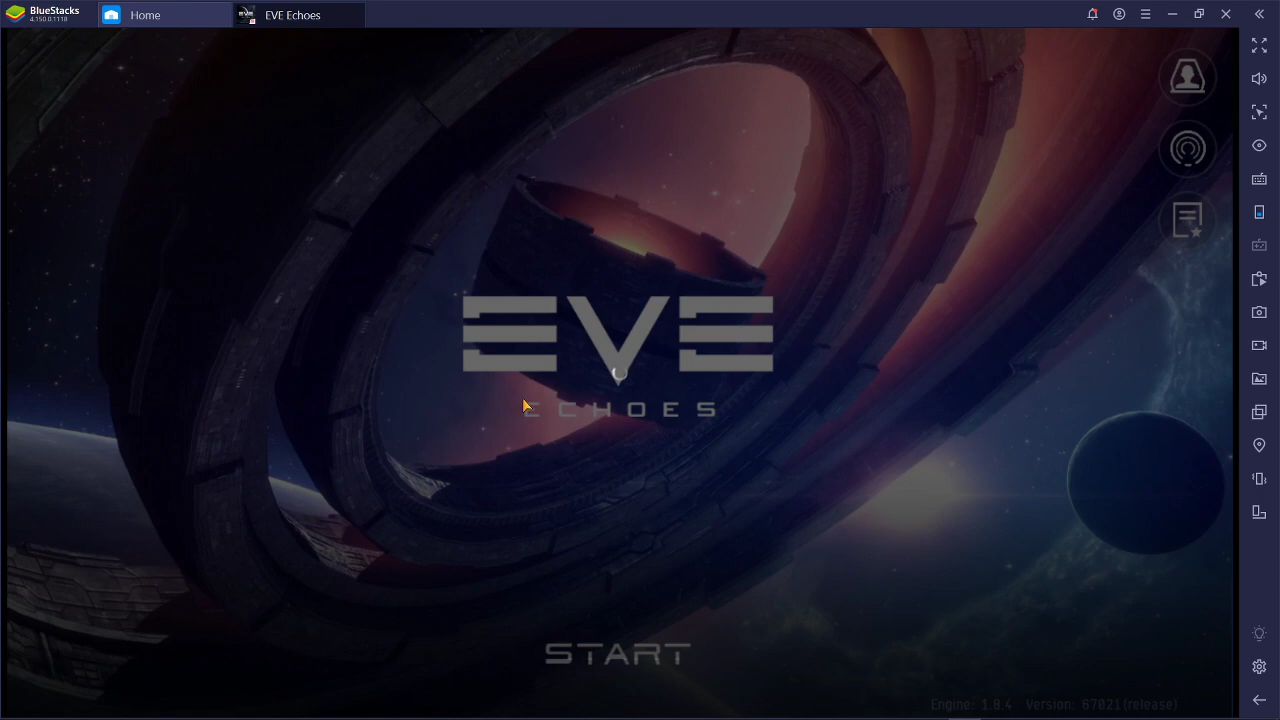 BlueStacks
4.150.0.1118
Home
EVE Echoes
EVE
ECHOES
START
Engine: 1.8.4 Version: 67021(release)